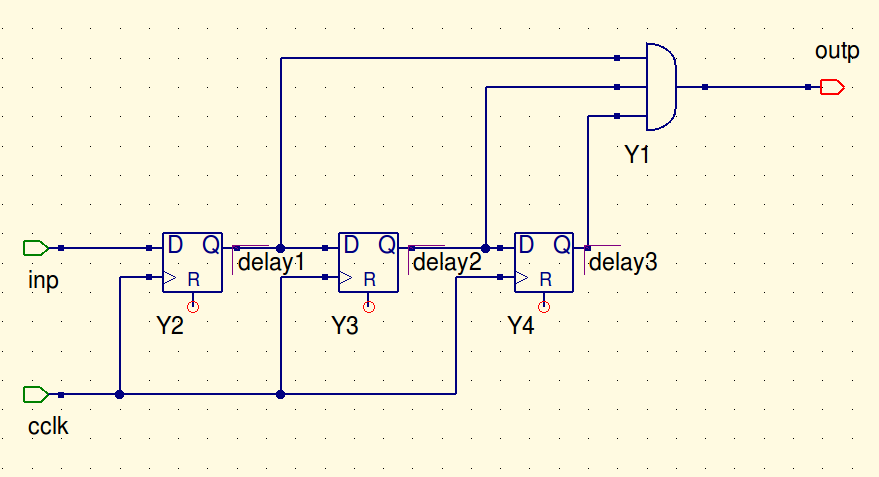 outp
Y1
D Q
delay1
D Q
delay2
D Q
delay3
inp
R
R
R
Y2
Y3
Y4
cclk